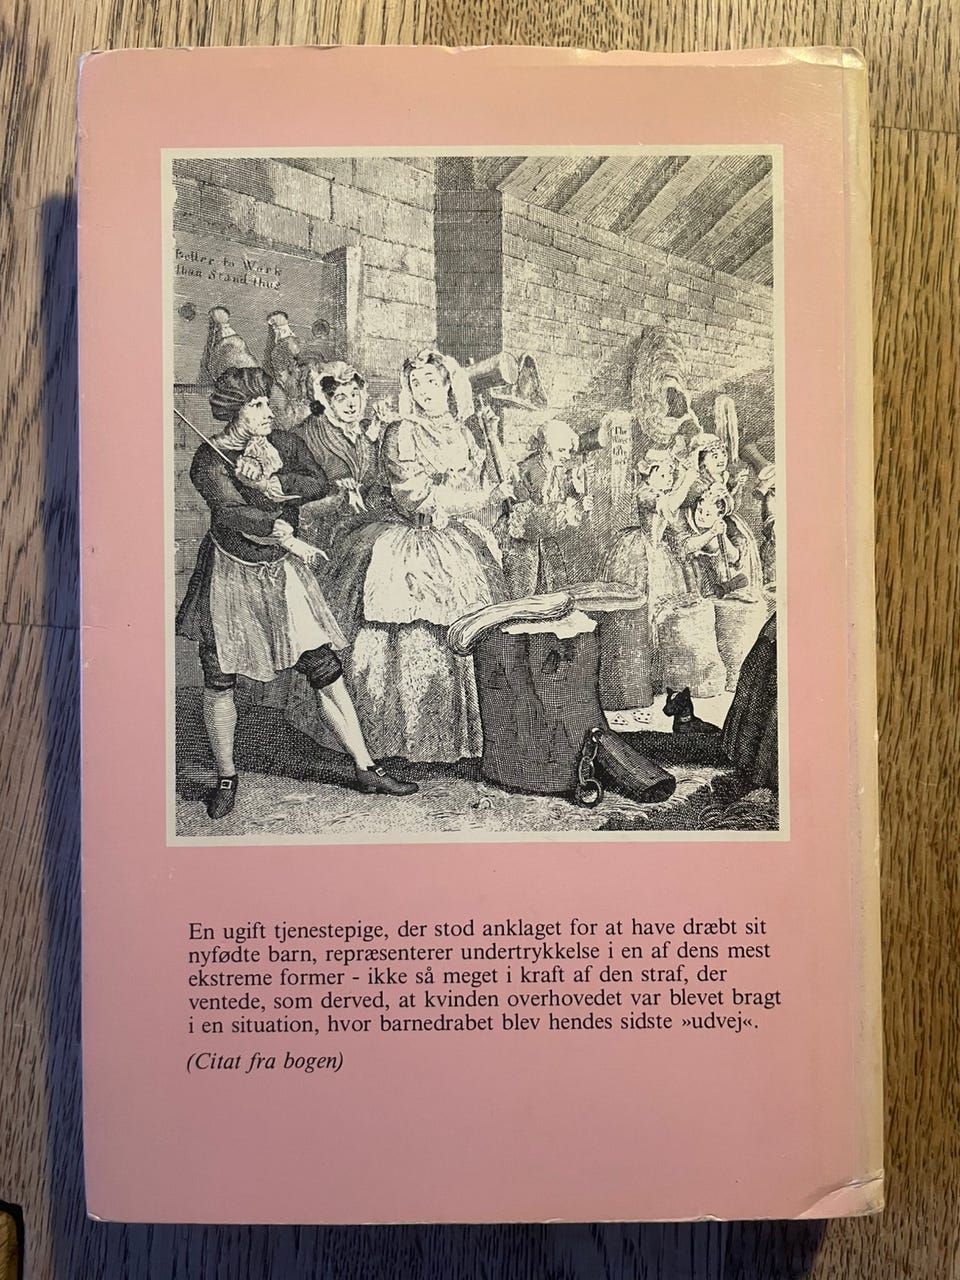 Better to Work
than Stand thus
The
En ugift tjenestepige, der stod anklaget for at have dræbt sit
nyfødte barn, repræsenterer undertrykkelse i en af dens mest
ekstreme former - ikke så meget i kraft af den straf, der
ventede, som derved, at kvinden overhovedet var blevet bragt
i en situation, hvor barnedrabet blev hendes sidste »udvej«.
(Citat fra bogen)